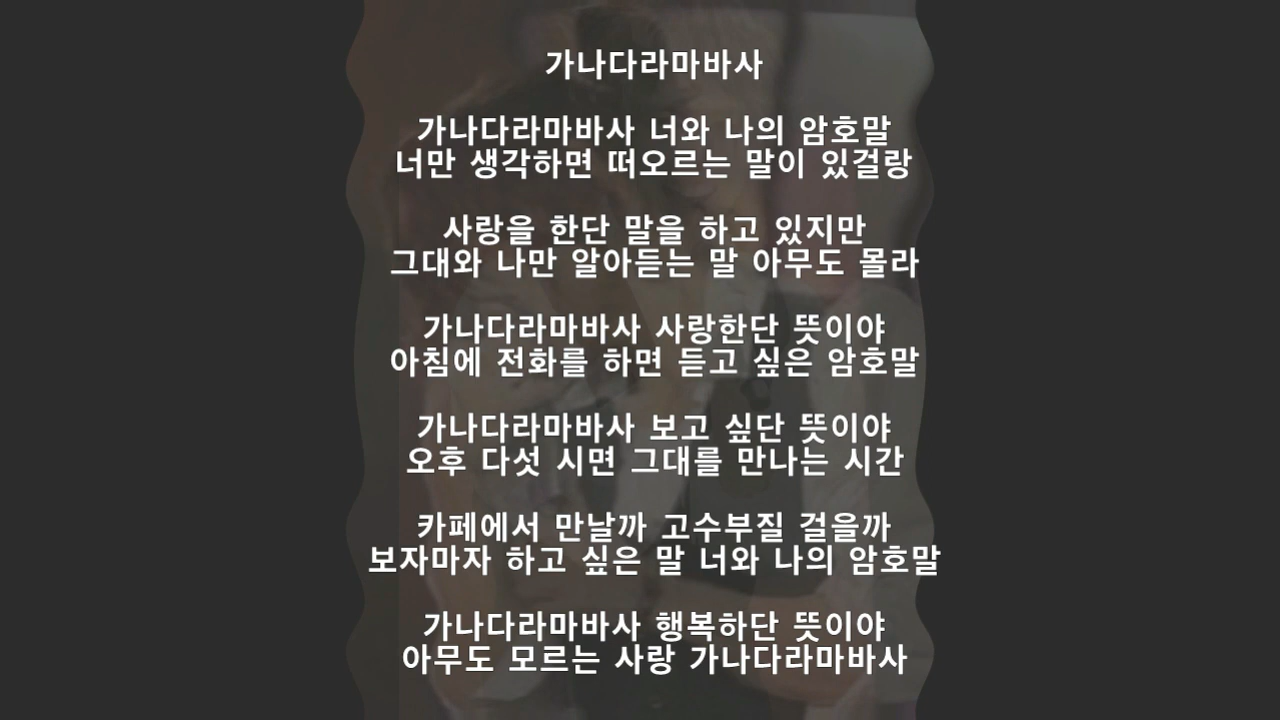 가나다라마바사
가나다라마바사 너와 나의 암호말
너만 생각하면 떠오르는 말이 있걸랑
사랑을 한단 말을 하고 있지만
그대와 나만 알아듣는 말 아무도 몰라
가나다라마바사 사랑한단 뜻이야
아침에 전화를 하면 듣고 싶은 암호말
가나다라마바사 보고 싶단 뜻이야
오후 다섯 시면 그대를 만나는 시간
카페에서 만날까 고수부질 걸을까
보자마자 하고 싶은 말 너와 나의 암호말
가나다라마바사 행복하단 뜻이야
아무도 모르는 사랑 가나다라마바사